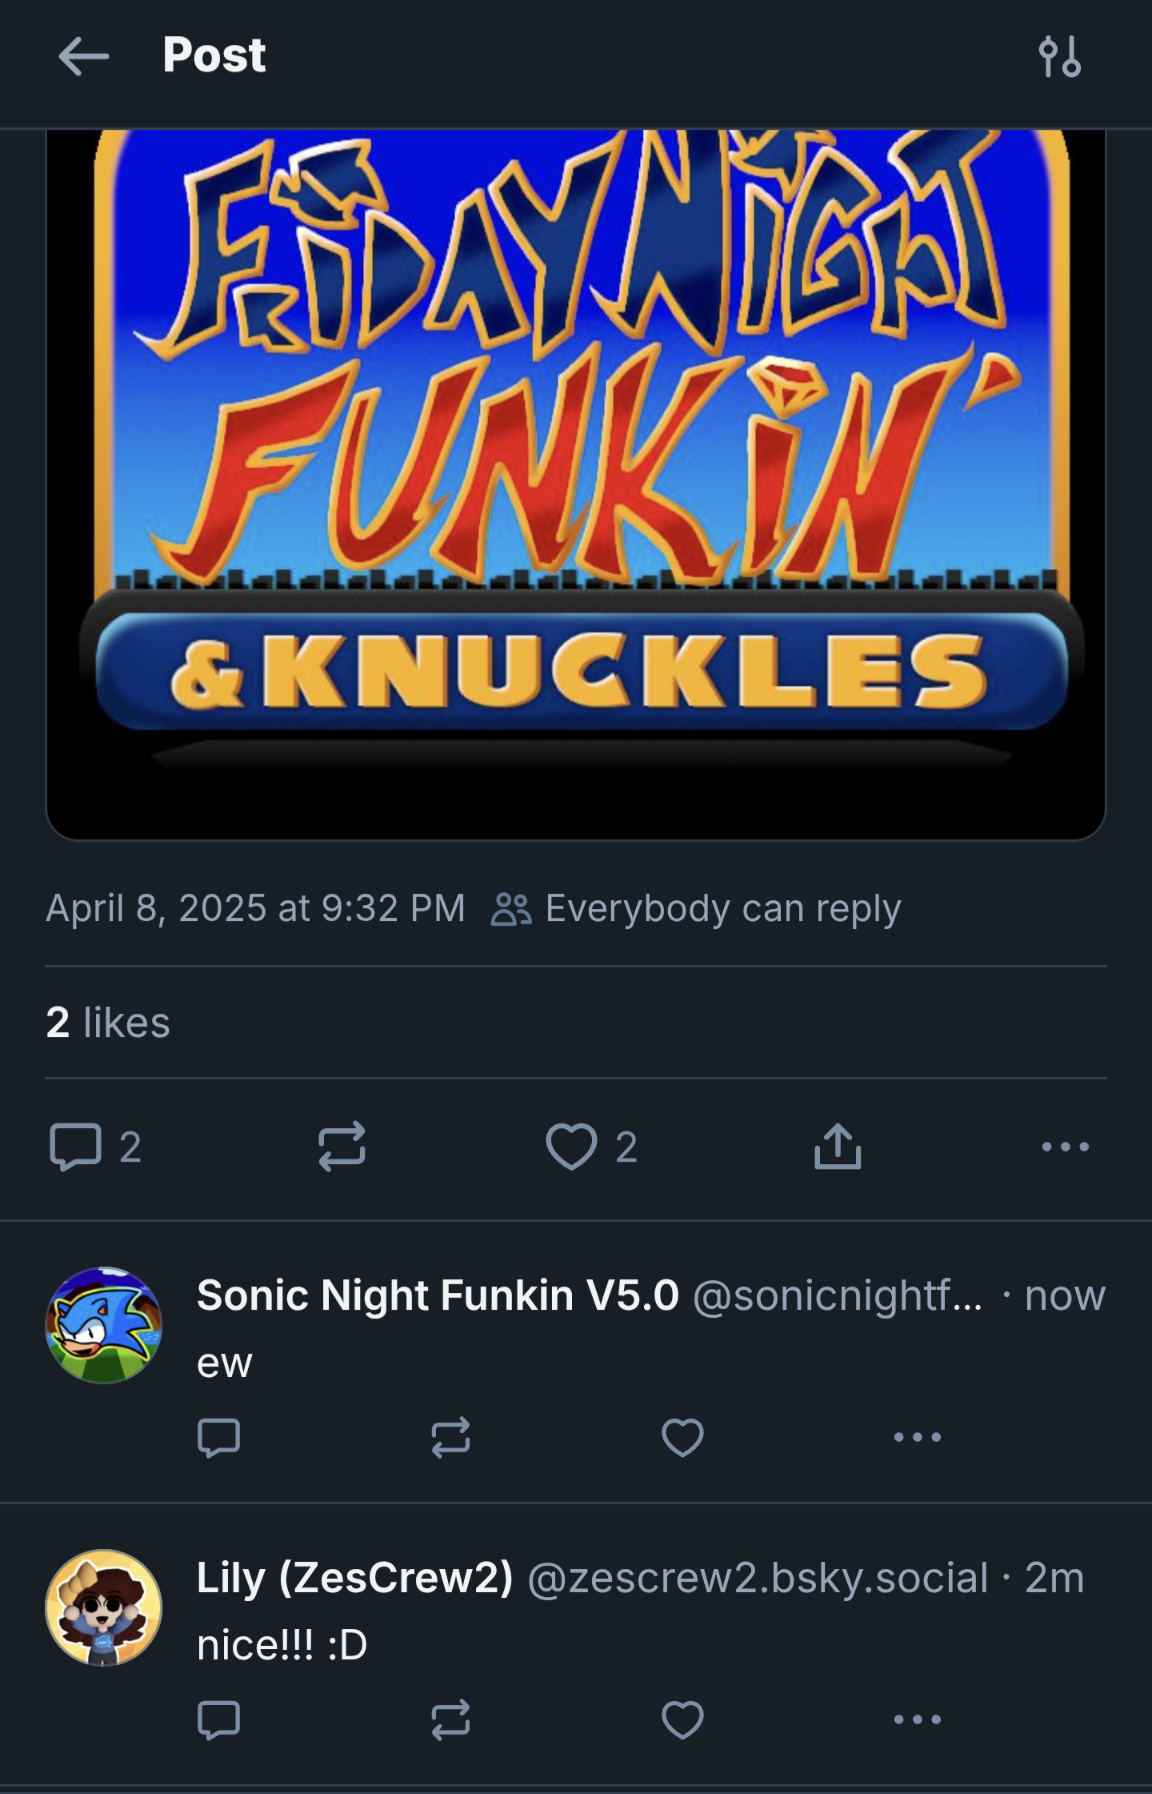 Post
FRiDAY NiGhT
FUNKiN'
&KNUCKLES
April 8, 2025 at 9:32 PM Everybody can reply
2 likes
2 2
Sonic Night Funkin V5.0 @sonicnightf... · now
ew
Lily (ZesCrew2) @zescrew2.bsky.social · 2m
nice!!! :D